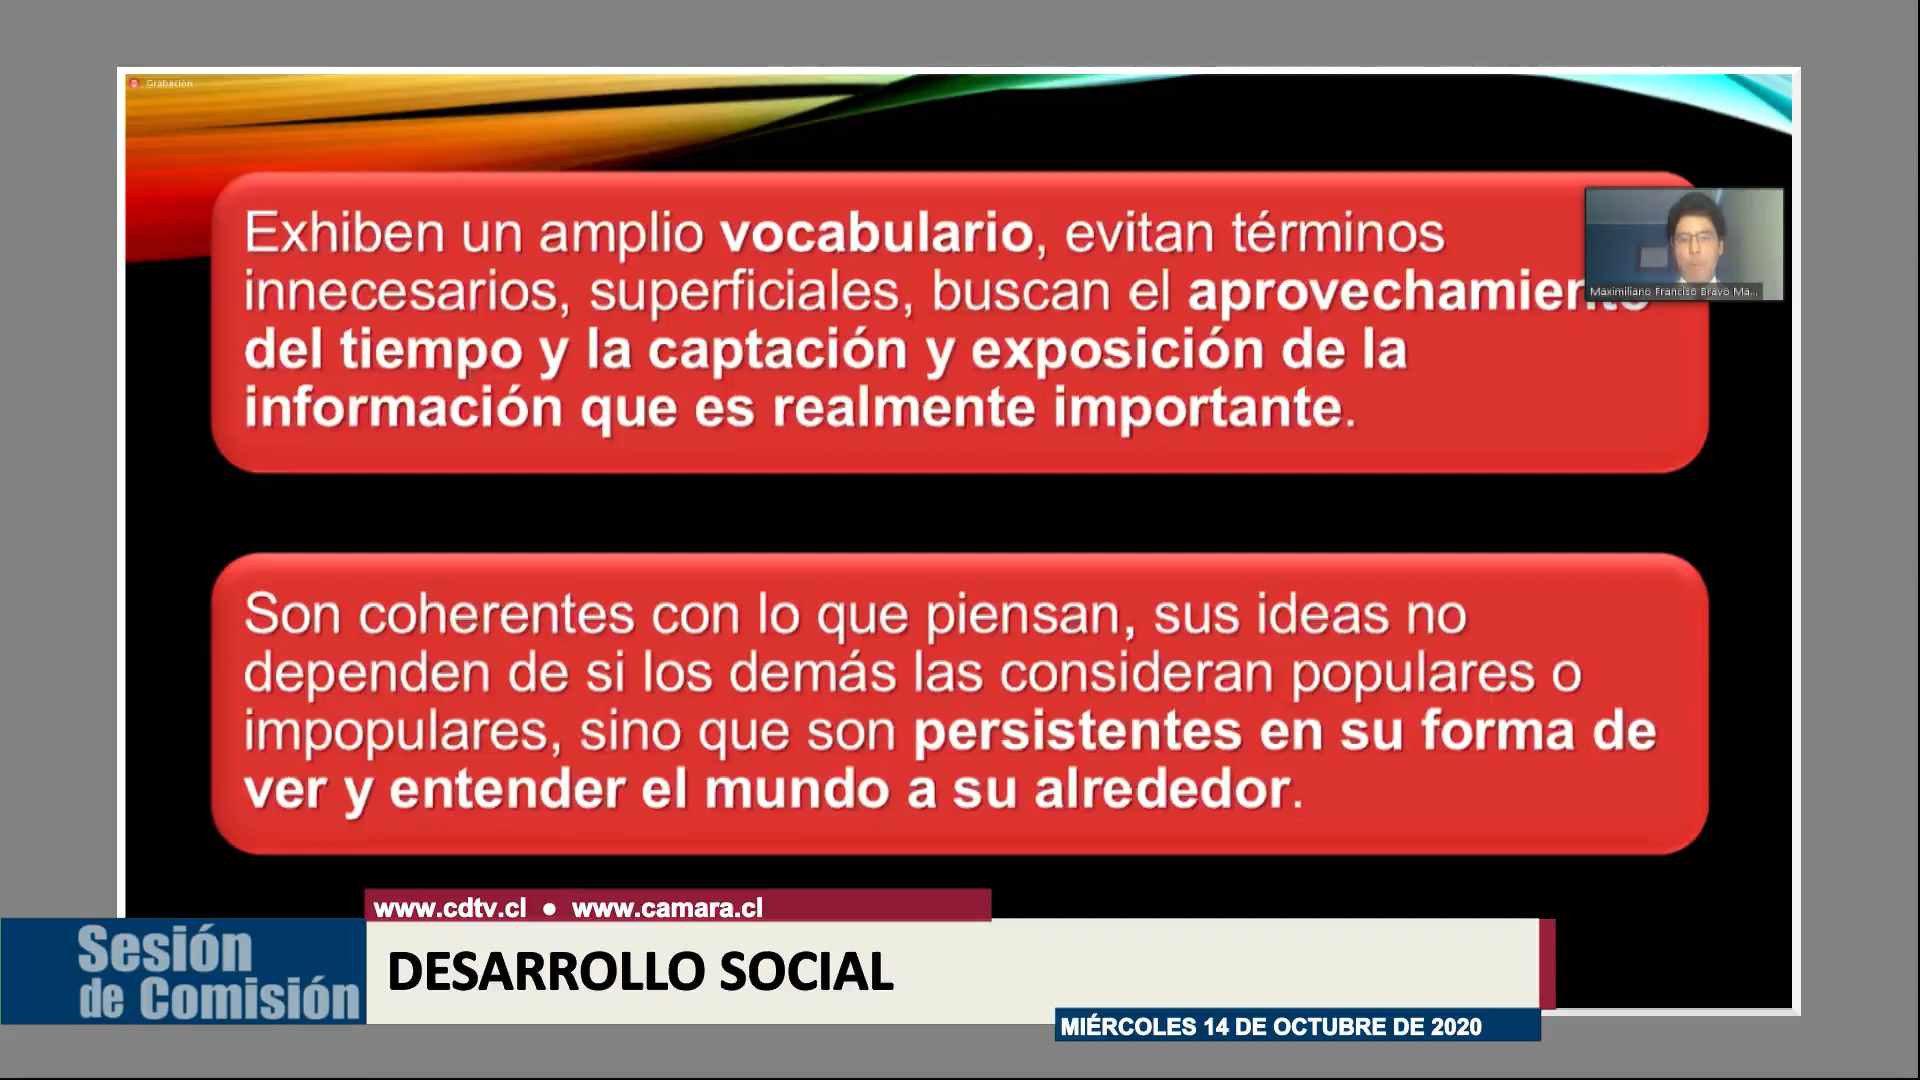 Grabación
Exhiben un amplio vocabulario, evitan términos
innecesarios, superficiales, buscan el aprovechamiento
del tiempo y la captación y exposición de la
información que es realmente importante.
Maximiliano Franciso Bravo Ma...
Son coherentes con lo que piensan, sus ideas no
dependen de si los demás las consideran populares o
impopulares, sino que son persistentes en su forma de
ver y entender el mundo a su alrededor.
www.cdtv.cl • www.camara.cl
Sesión
de Comisión
DESARROLLO SOCIAL
MIÉRCOLES 14 DE OCTUBRE DE 2020